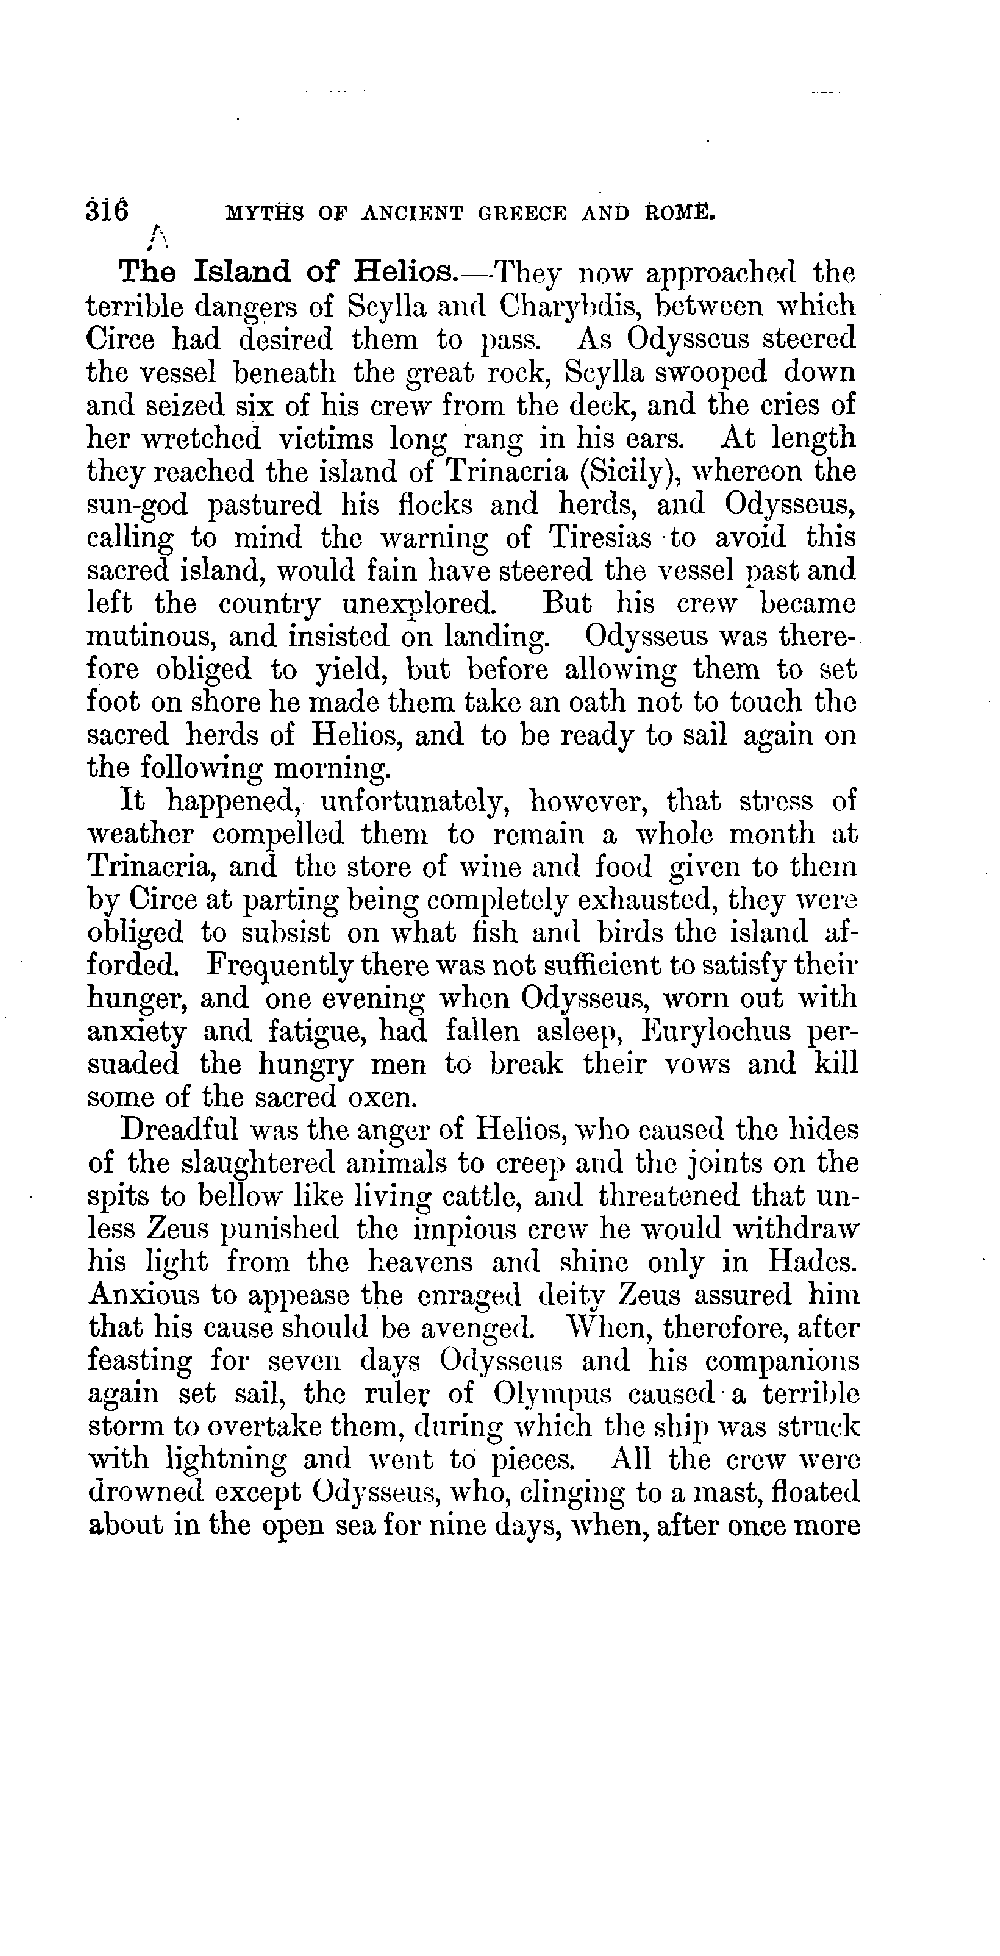 316 MYTHS OF ANCIENT GREECE AND ROME.
The Island of Helios.—They now approached the
terrible dangers of Scylla and Charybdis, between which
Circe had desired them to pass. As Odysseus steered
the vessel beneath the great rock, Scylla swooped down
and seized six of his crew from the deck, and the cries of
her wretched victims long rang in his ears. At length
they reached the island of Trinacria (Sicily), whereon the
sun-god pastured his flocks and herds, and Odysseus,
calling to mind the warning of Tiresias to avoid this
sacred island, would fain have steered the vessel past and
left the country unexplored. But his crew became
mutinous, and insisted on landing. Odysseus was there-
fore obliged to yield, but before allowing them to set
foot on shore he made them take an oath not to touch the
sacred herds of Helios, and to be ready to sail again on
the following morning.
It happened, unfortunately, however, that stress of
weather compelled them to remain a whole month at
Trinacria, and the store of wine and food given to them
by Circe at parting being completely exhausted, they were
obliged to subsist on what fish and birds the island af-
forded. Frequently there was not sufficient to satisfy their
hunger, and one evening when Odysseus, worn out with
anxiety and fatigue, had fallen asleep, Eurylochus per-
suaded the hungry men to break their vows and kill
some of the sacred oxen.
Dreadful was the anger of Helios, who caused the hides
of the slaughtered animals to creep and the joints on the
spits to bellow like living cattle, and threatened that un-
less Zeus punished the impious crew he would withdraw
his light from the heavens and shine only in Hades.
Anxious to appease the enraged deity Zeus assured him
that his cause should be avenged. When, therefore, after
feasting for seven days Odysseus and his companions
again set sail, the ruler of Olympus caused a terrible
storm to overtake them, during which the ship was struck
with lightning and went to pieces. All the crew were
drowned except Odysseus, who, clinging to a mast, floated
about in the open sea for nine days, when, after once more